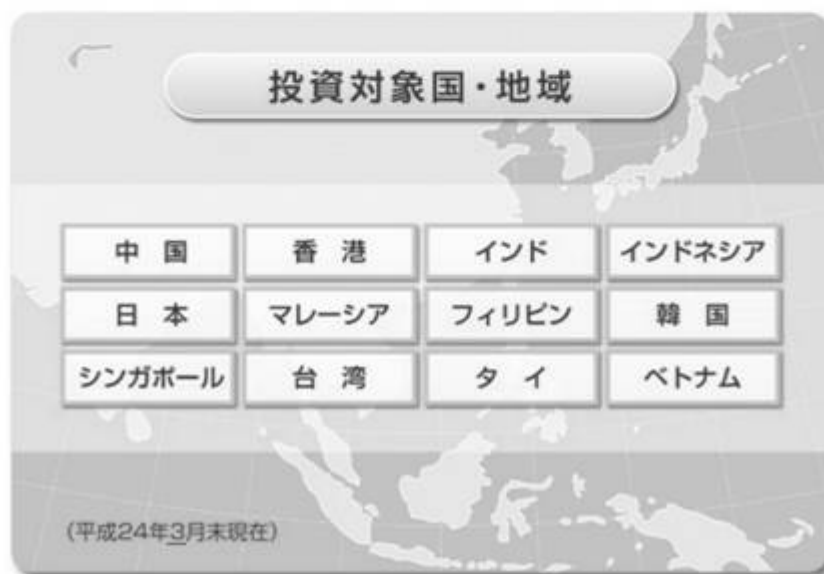 投資対象国・地域
中国 香港 インド インドネシア
日本 マレーシア フィリピン 韓国
シンガポール 台湾 タイ ベトナム
(平成24年3月末現在)